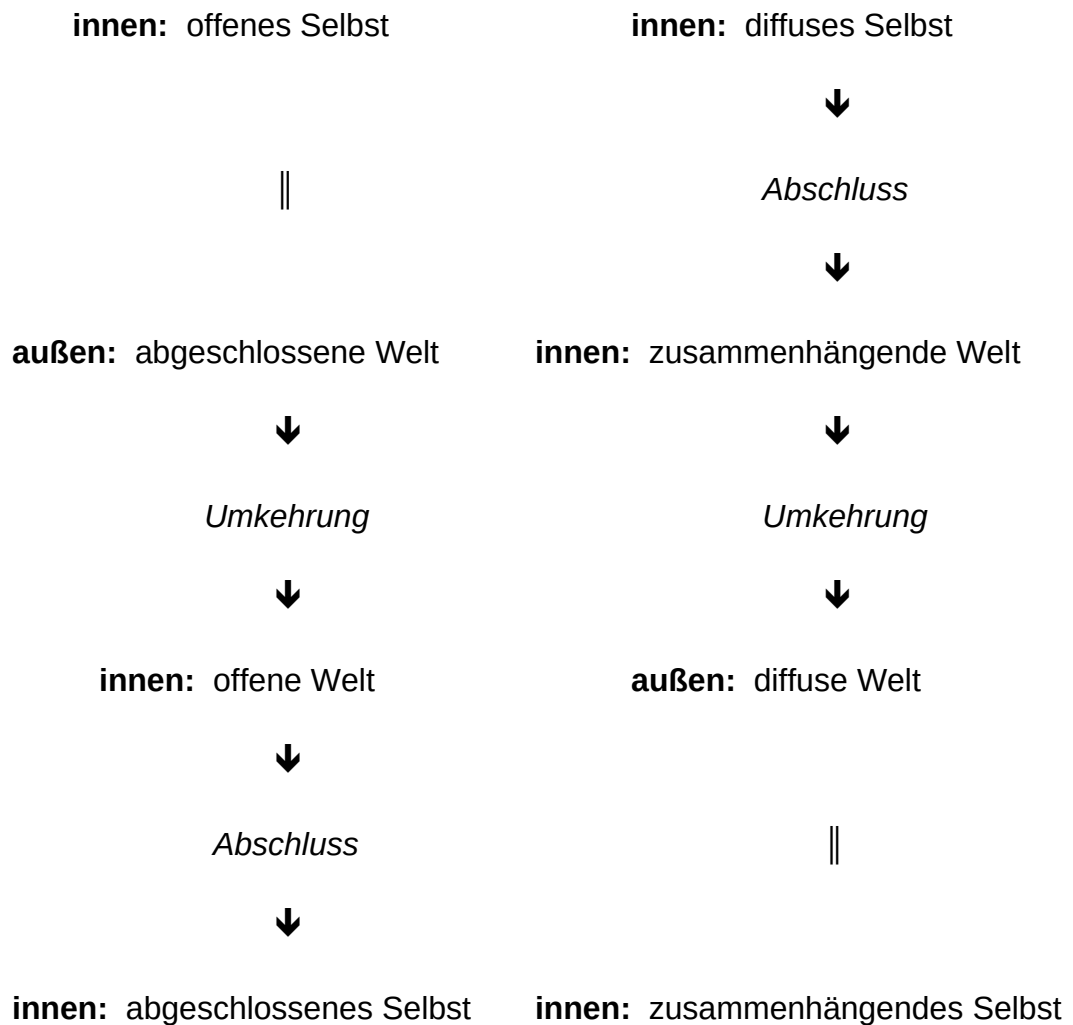 innen: offenes Selbst
innen: diffuses Selbst
Abschluss
außen: abgeschlossene Welt
innen: zusammenhängende Welt
Umkehrung
Umkehrung
innen: offene Welt
außen: diffuse Welt
Abschluss
innen: abgeschlossenes Selbst
innen: zusammenhängendes Selbst